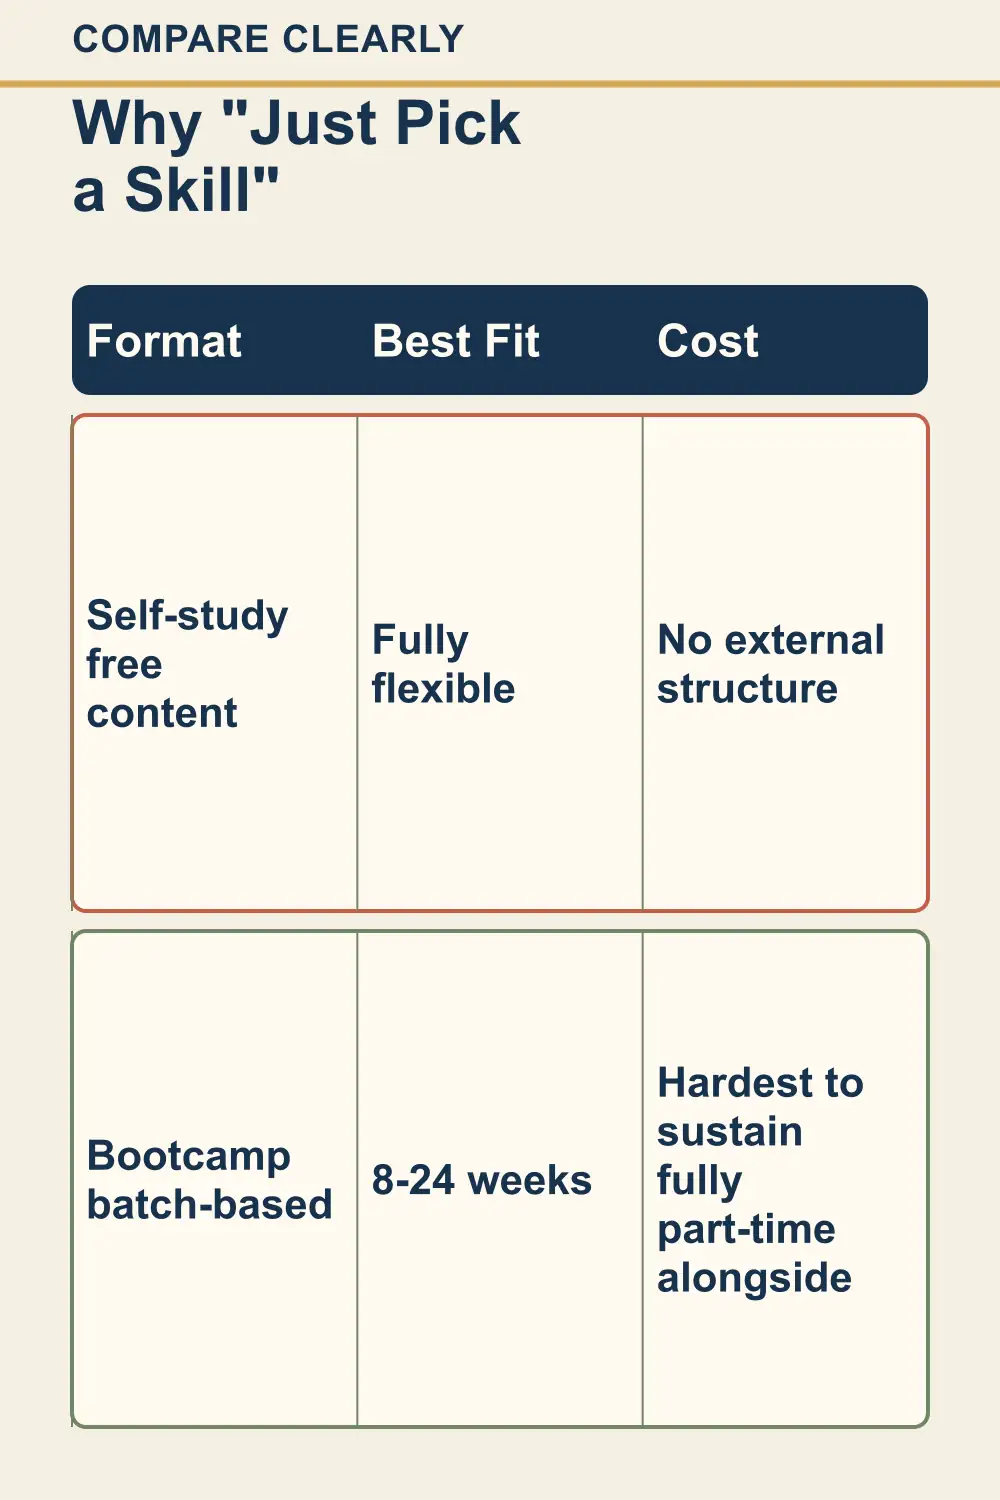 COMPARE CLEARLY
Why "Just Pick
a Skill"
Format Best Fit Cost
Self-study
free
content
Fully
flexible
No external
structure
Bootcamp
batch-based
8-24 weeks
Hardest to
sustain
fully
part-time
alongside